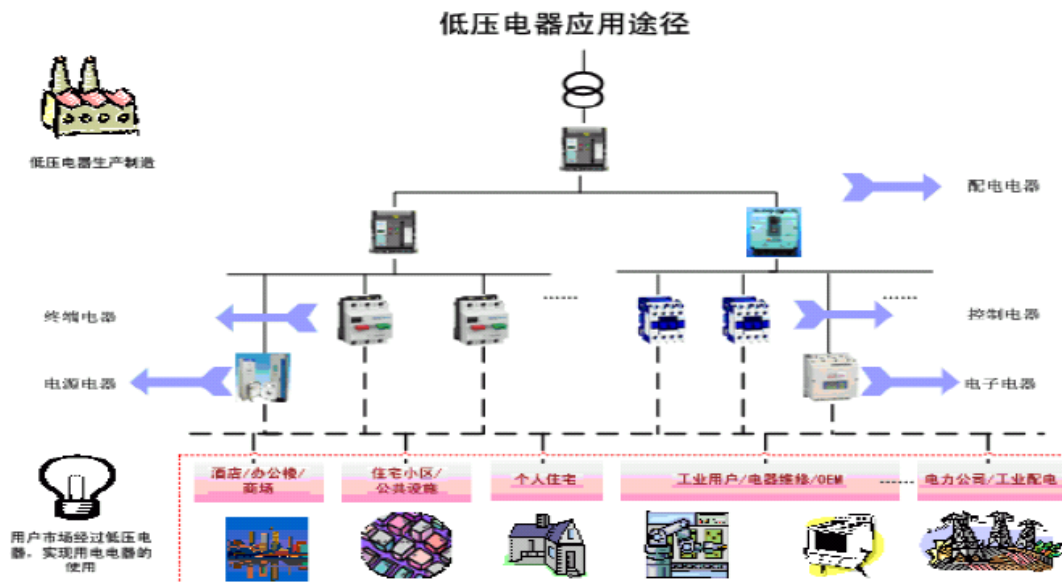 低压电器应用途径
低压电器生产制造
配电电器
终端电器
控制电器
电源电器
电子电器
酒店/办公楼/
商场
住宅小区/
公共设施
个人住宅
工业用户/电器维修/OEM
电力公司/工业配电
用户市场经过低压电
器，实现用电电器的
使用